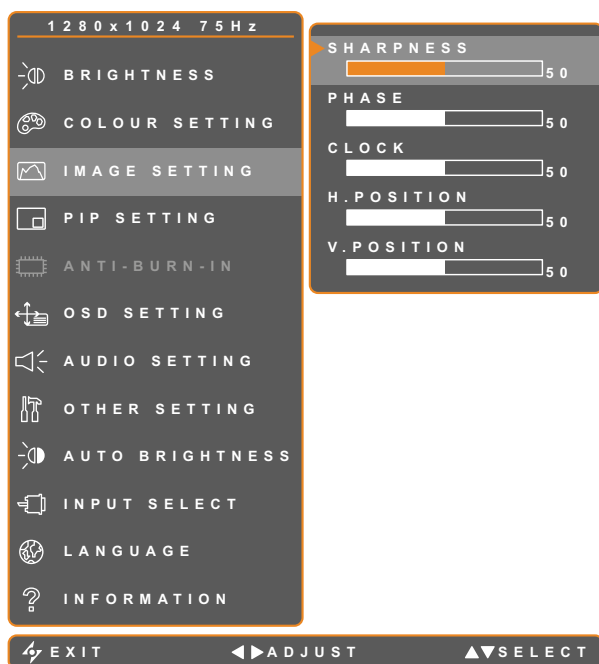 1280x1024 75Hz
BRIGHTNESS
COLOUR SETTING
IMAGE SETTING
PIP SETTING
ANTI-BURN-IN
OSD SETTING
AUDIO SETTING
OTHER SETTING
AUTO BRIGHTNESS
INPUT SELECT
LANGUAGE
INFORMATION
SHARPNESS
50
PHASE
50
CLOCK
50
H.POSITION
50
V.POSITION
50
EXIT ADJUST SELECT